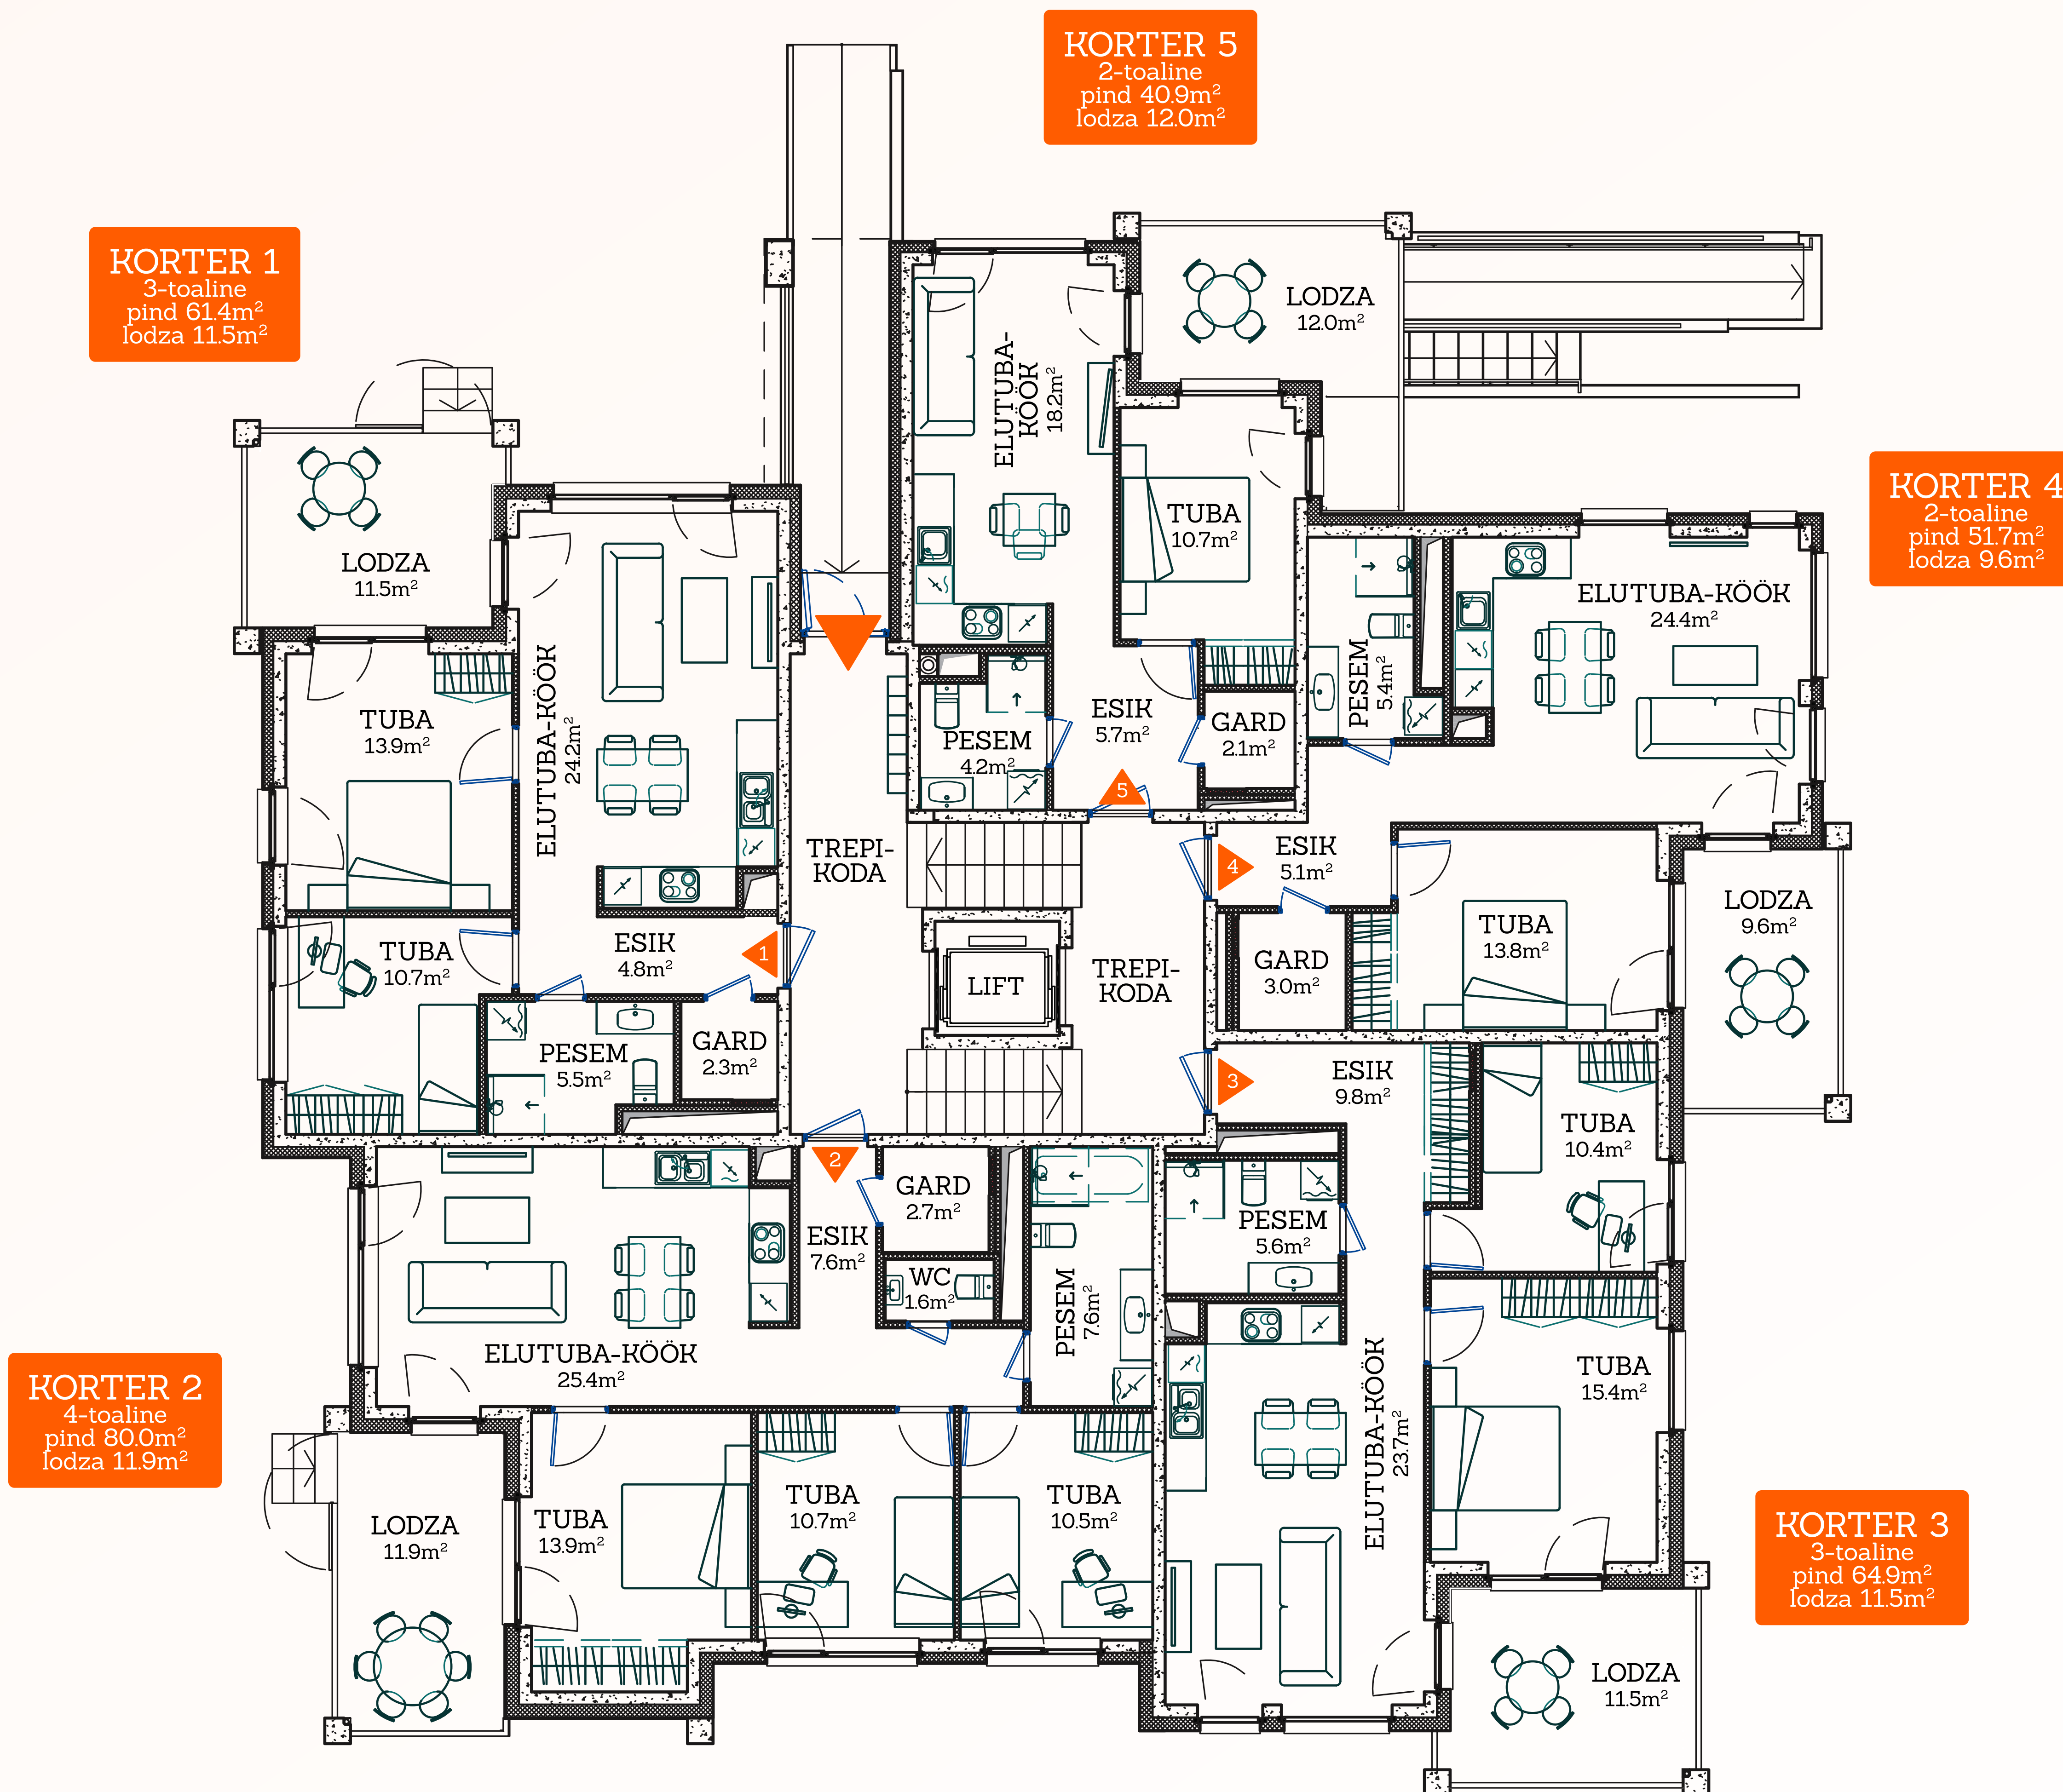 KORTER 5
2-toaline
pind 40.9m²
lodza 12.0m²
KORTER 1
3-toaline
pind 61.4m²
lodza 11.5m²
KORTER 4
2-toaline
pind 51.7m²
lodza 9.6m²
KORTER 2
4-toaline
pind 80.0m²
lodza 11.9m²
KORTER 3
3-toaline
pind 64.9m²
lodza 11.5m²
LODZA
11.5m²
TUBA
13.9m²
ELUTUBA-KÖÖK
24.2m²
TUBA
10.7m²
ESIK
4.8m²
1
PESEM
5.5m²
GARD
2.3m²
TREPI-
KODA
LIFT
TREPI-
KODA
ELUTUBA-
KÖÖK
18.2m²
LODZA
12.0m²
TUBA
10.7m²
PESEM
4.2m²
ESIK
5.7m²
GARD
2.1m²
5
PESEM
5.4m²
ELUTUBA-KÖÖK
24.4m²
4
ESIK
5.1m²
GARD
3.0m²
TUBA
13.8m²
LODZA
9.6m²
3
ESIK
9.8m²
TUBA
10.4m²
PESEM
5.6m²
TUBA
15.4m²
ELUTUBA-KÖÖK
23.7m²
LODZA
11.5m²
2
GARD
2.7m²
ESIK
7.6m²
WC
1.6m²
PESEM
7.6m²
ELUTUBA-KÖÖK
25.4m²
LODZA
11.9m²
TUBA
13.9m²
TUBA
10.7m²
TUBA
10.5m²